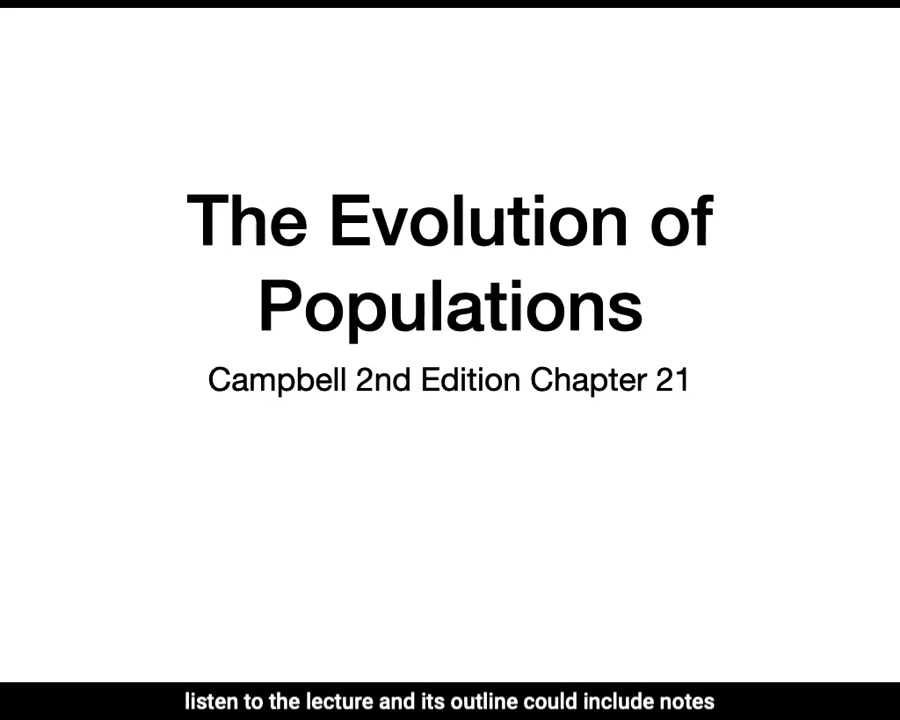 The Evolution of
Populations
Campbell 2nd Edition Chapter 21
listen to the lecture and its outline could include notes